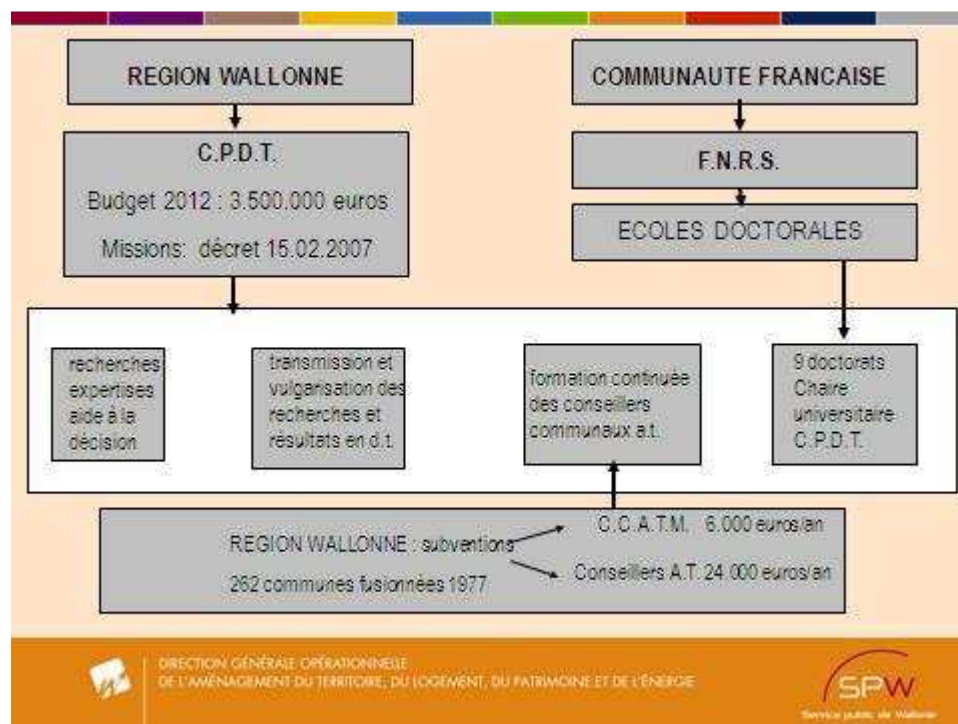 REGION WALLONNE
COMMUNAUTE FRANCAISE
C.P.D.T.
Budget 2012 : 3.500.000 euros
Missions: décret 15.02.2007
F.N.R.S.
ECOLES DOCTORALES
recherches
expertises
aide à la
décision
transmission et
vulgarisation des
recherches et
résultats en d.t.
formation continuée
des conseillers
communaux a.t.
9 doctorats
Chaire
universitaire
C.P.D.T.
REGION WALLONNE : subventions
262 communes fusionnées 1977
C.C.A.T.M. 6.000 euros/an
Conseillers A.T. 24.000 euros/an
DIRECTION GÉNÉRALE OPÉRATIONNELLE
DE L'AMÉNAGEMENT DU TERRITOIRE, DU LOGEMENT, DU PATRIMOINE ET DE L'ÉNERGIE
SPW
Service public de Wallonie